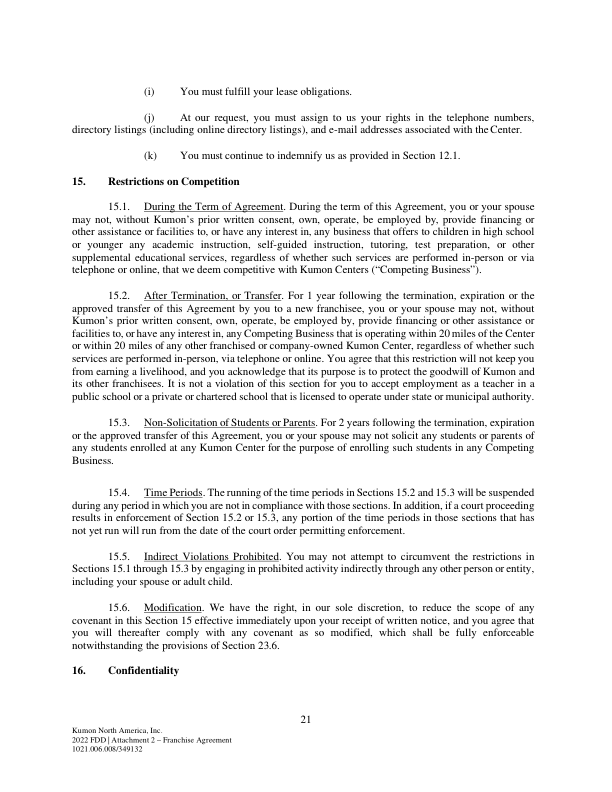 (i) You must fulfill your lease obligations.
(j) At our request, you must assign to us your rights in the telephone numbers,
directory listings (including online directory listings), and e-mail addresses associated with the Center.
(k) You must continue to indemnify us as provided in Section 12.1.
15. Restrictions on Competition
15.1. During the Term of Agreement. During the term of this Agreement, you or your spouse
may not, without Kumon’s prior written consent, own, operate, be employed by, provide financing or
other assistance or facilities to, or have any interest in, any business that offers to children in high school
or younger any academic instruction, self-guided instruction, tutoring, test preparation, or other
supplemental educational services, regardless of whether such services are performed in-person or via
telephone or online, that we deem competitive with Kumon Centers (“Competing Business”).
15.2. After Termination, or Transfer. For 1 year following the termination, expiration or the
approved transfer of this Agreement by you to a new franchisee, you or your spouse may not, without
Kumon’s prior written consent, own, operate, be employed by, provide financing or other assistance or
facilities to, or have any interest in, any Competing Business that is operating within 20 miles of the Center
or within 20 miles of any other franchised or company-owned Kumon Center, regardless of whether such
services are performed in-person, via telephone or online. You agree that this restriction will not keep you
from earning a livelihood, and you acknowledge that its purpose is to protect the goodwill of Kumon and
its other franchisees. It is not a violation of this section for you to accept employment as a teacher in a
public school or a private or chartered school that is licensed to operate under state or municipal authority.
15.3. Non-Solicitation of Students or Parents. For 2 years following the termination, expiration
or the approved transfer of this Agreement, you or your spouse may not solicit any students or parents of
any students enrolled at any Kumon Center for the purpose of enrolling such students in any Competing
Business.
15.4. Time Periods. The running of the time periods in Sections 15.2 and 15.3 will be suspended
during any period in which you are not in compliance with those sections. In addition, if a court proceeding
results in enforcement of Section 15.2 or 15.3, any portion of the time periods in those sections that has
not yet run will run from the date of the court order permitting enforcement.
15.5. Indirect Violations Prohibited. You may not attempt to circumvent the restrictions in
Sections 15.1 through 15.3 by engaging in prohibited activity indirectly through any other person or entity,
including your spouse or adult child.
15.6. Modification. We have the right, in our sole discretion, to reduce the scope of any
covenant in this Section 15 effective immediately upon your receipt of written notice, and you agree that
you will thereafter comply with any covenant as so modified, which shall be fully enforceable
notwithstanding the provisions of Section 23.6.
16. Confidentiality
21
Kumon North America, Inc.
2022 FDD | Attachment 2 – Franchise Agreement
1021.006.008/349132